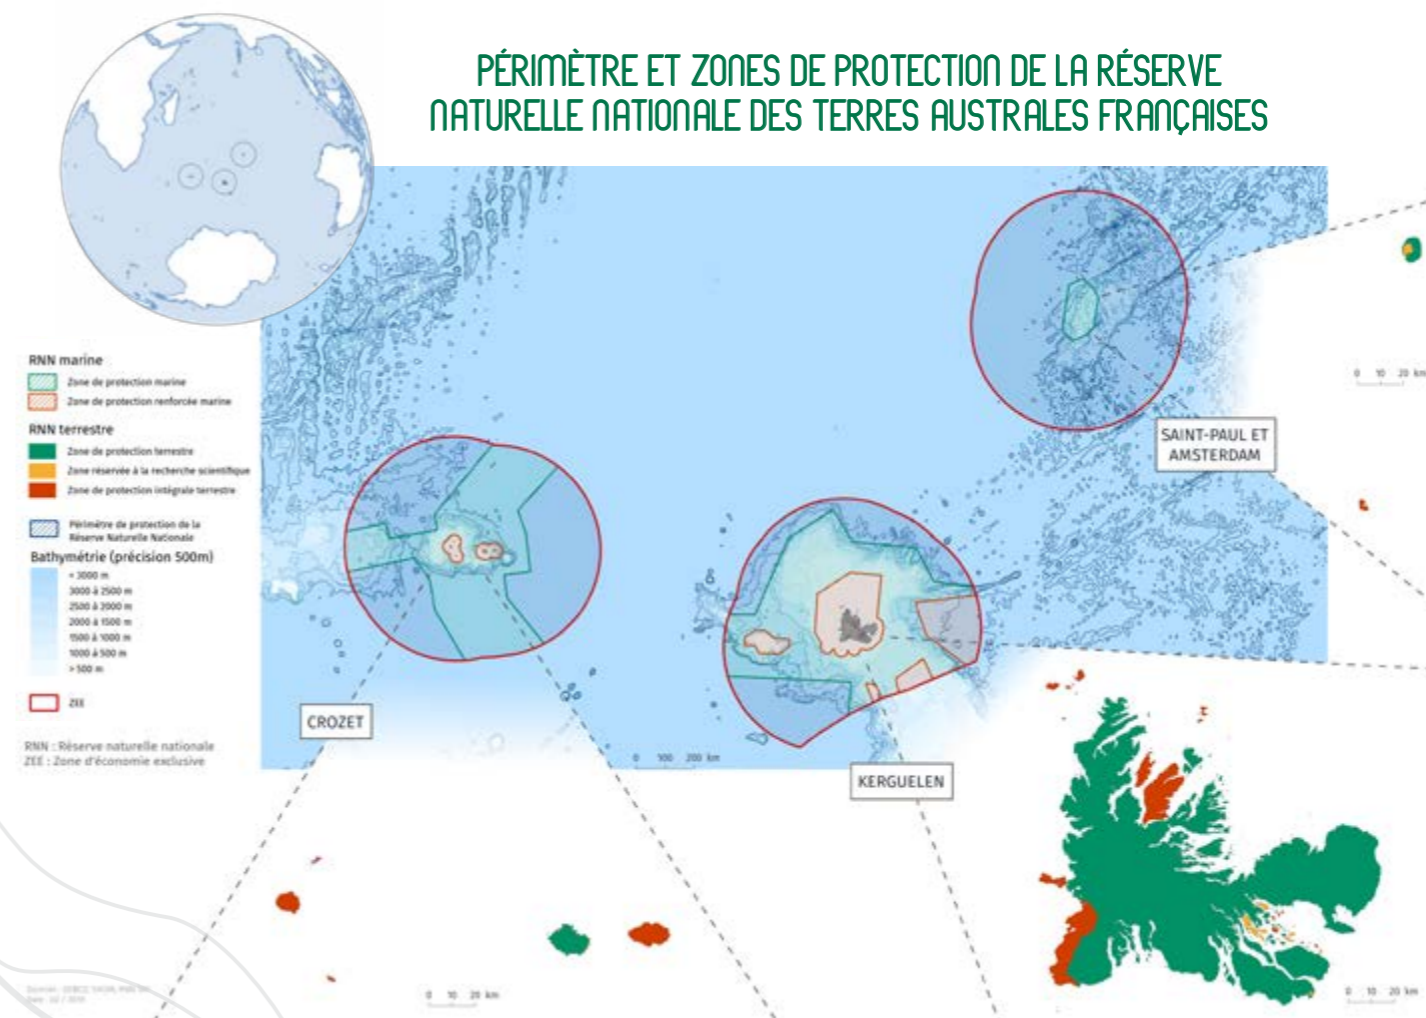 PÉRIMÈTRE ET ZONES DE PROTECTION DE LA RÉSERVE
NATURELLE NATIONALE DES TERRES AUSTRALES FRANÇAISES
RNN marine
Zone de protection marine
Zone de protection renforcée marine
RNN terrestre
Zone de protection terrestre
Zone réservée à la recherche scientifique
Zone de protection intégrale terrestre
Périmètre de protection de la
Réserve Naturelle Nationale
Bathymétrie (précision 500m)
< 3000 m
3000 à 2500 m
2500 à 2000 m
2000 à 1500 m
1500 à 1000 m
1000 à 500 m
> 500 m
ZEE
RNN : Réserve naturelle nationale
ZEE : Zone d'économie exclusive
SAINT-PAUL ET
AMSTERDAM
CROZET
KERGUELEN
0 100 200 km
0 10 20 km
0 10 20 km
0 10 20 km